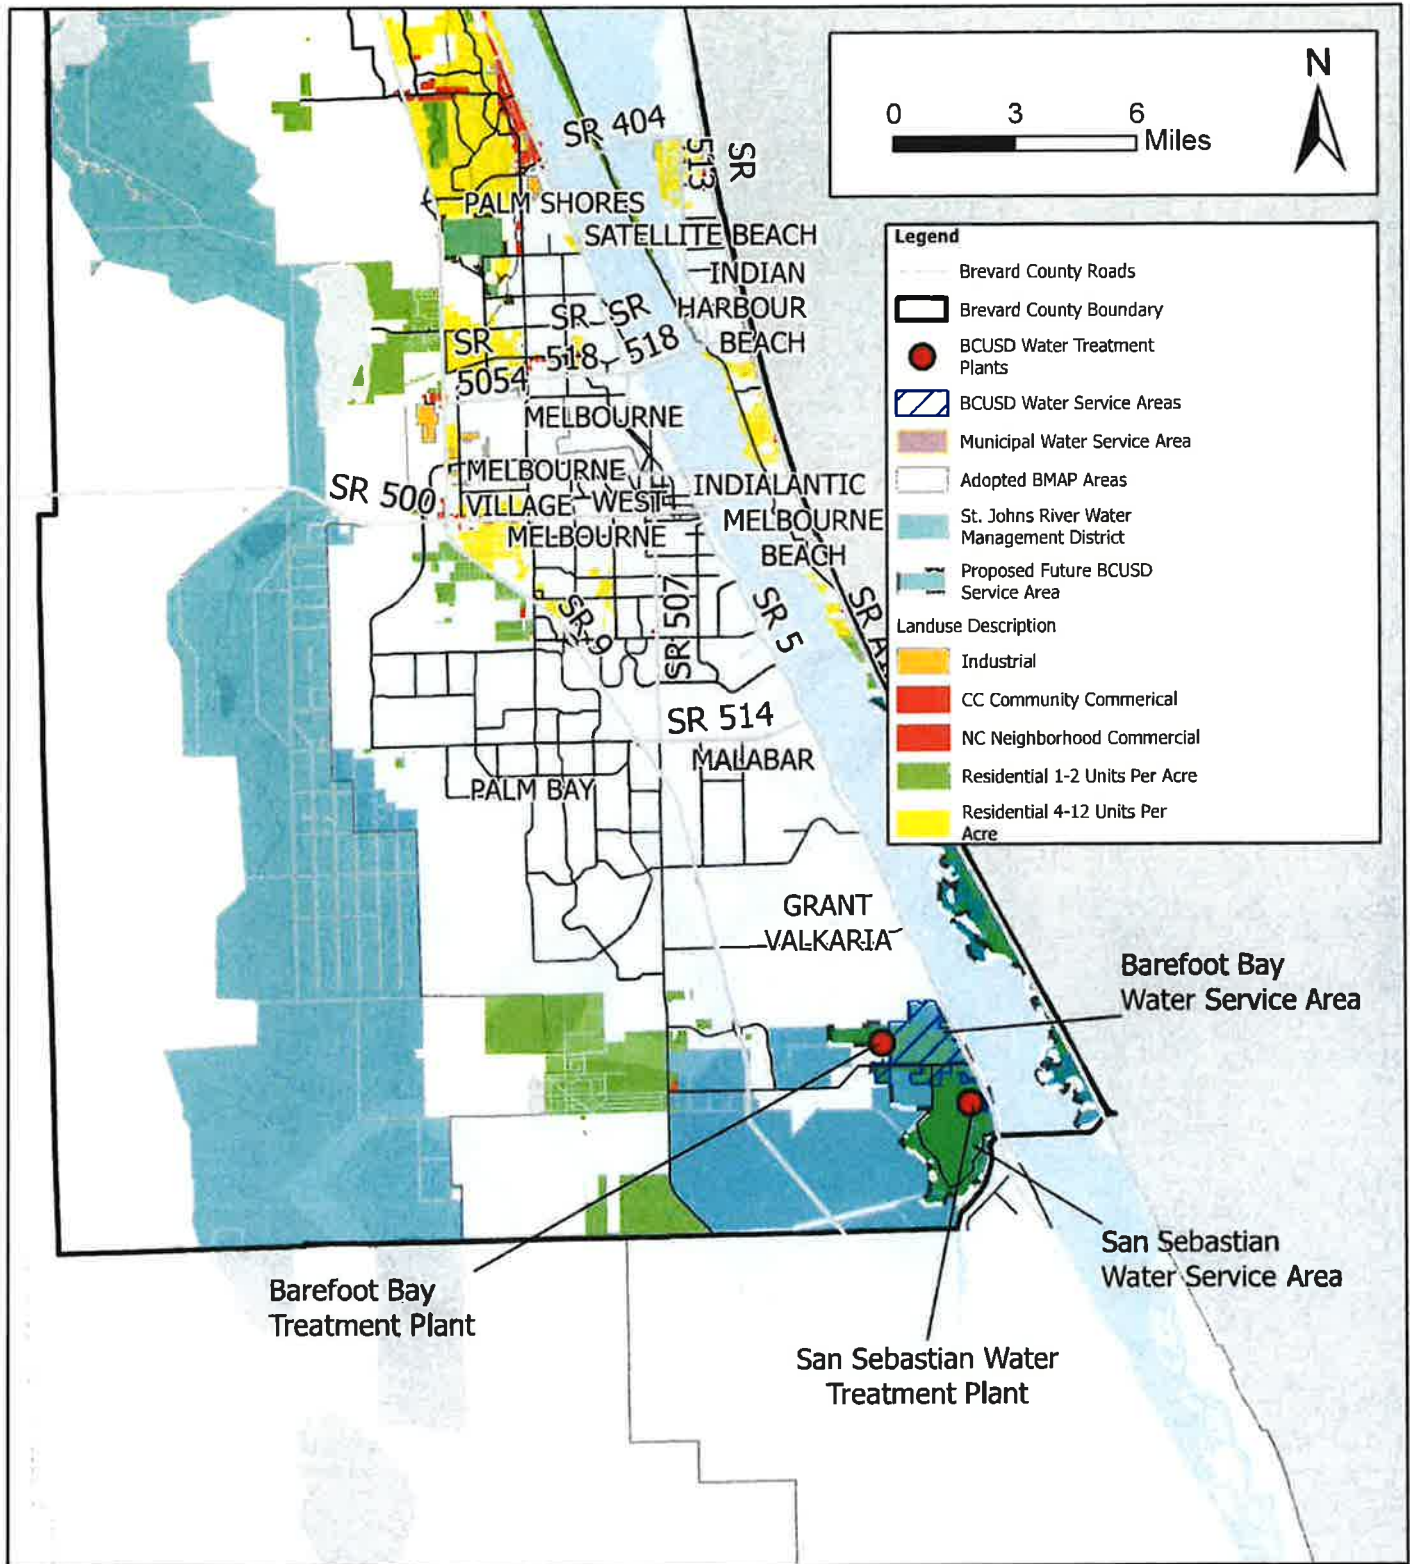 N
0 3 6
Miles
SR 404
SR
513
PALM SHORES
SATELLITE BEACH
INDIAN
HARBOUR
BEACH
SR
518
SR
518
SR
5054
MELBOURNE
MELBOURNE
VILLAGE
WEST
MELBOURNE
SR 500
INDIALANTIC
MELBOURNE
BEACH
SR 9
SR 507
SR 5
SR A1
SR 514
MALABAR
PALM BAY
GRANT
VALKARIA
Legend
Brevard County Roads
Brevard County Boundary
BCUSD Water Treatment
Plants
BCUSD Water Service Areas
Municipal Water Service Area
Adopted BMAP Areas
St. Johns River Water
Management District
Proposed Future BCUSD
Service Area
Landuse Description
Industrial
CC Community Commerical
NC Neighborhood Commercial
Residential 1-2 Units Per Acre
Residential 4-12 Units Per
Acre
Barefoot Bay
Water Service Area
San Sebastian
Water Service Area
Barefoot Bay
Treatment Plant
San Sebastian Water
Treatment Plant